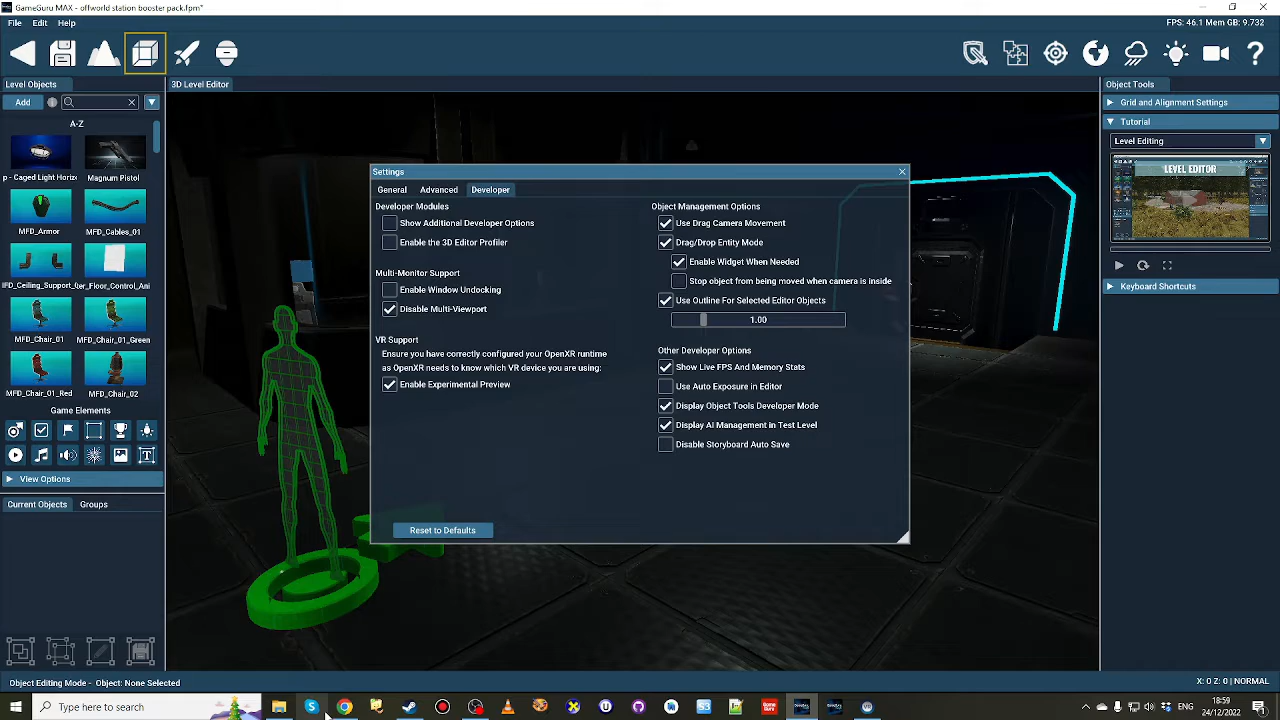 GameGuru MAX - offworld station booster pack.fpm*
File Edit Help
FPS: 46.1 Mem GB: 9.732
Level Objects
3D Level Editor
Object Tools
Add
A-Z
p - Caged Light Horizc
Magnum Pistol
MFD_Armor
MFD_Cables_01
FD_Ceiling_Support_
ur_Floor_Control_Ani
MFD_Chair_01
MFD_Chair_01_Green
MFD_Chair_01_Red
MFD_Chair_02
Game Elements
View Options
Current Objects Groups
Settings
General Advanced Developer
Developer Modules
Show Additional Developer Options
Enable the 3D Editor Profiler
Multi-Monitor Support
Enable Window Undocking
Disable Multi-Viewport
VR Support
Ensure you have correctly configured your OpenXR runtime
as OpenXR needs to know which VR device you are using:
Enable Experimental Preview
Reset to Defaults
Object Management Options
Use Drag Camera Movement
Drag/Drop Entity Mode
Enable Widget When Needed
Stop object from being moved when camera is inside
Use Outline For Selected Editor Objects
1.00
Other Developer Options
Show Live FPS And Memory Stats
Use Auto Exposure in Editor
Display Object Tools Developer Mode
Display AI Management in Test Level
Disable Storyboard Auto Save
Grid and Alignment Settings
Tutorial
Level Editing
LEVEL EDITOR
Keyboard Shortcuts
Object Editing Mode - Object: None Selected
X: 0 Z: 0 | NORMAL
Type here to search
18:59
24/12/2022